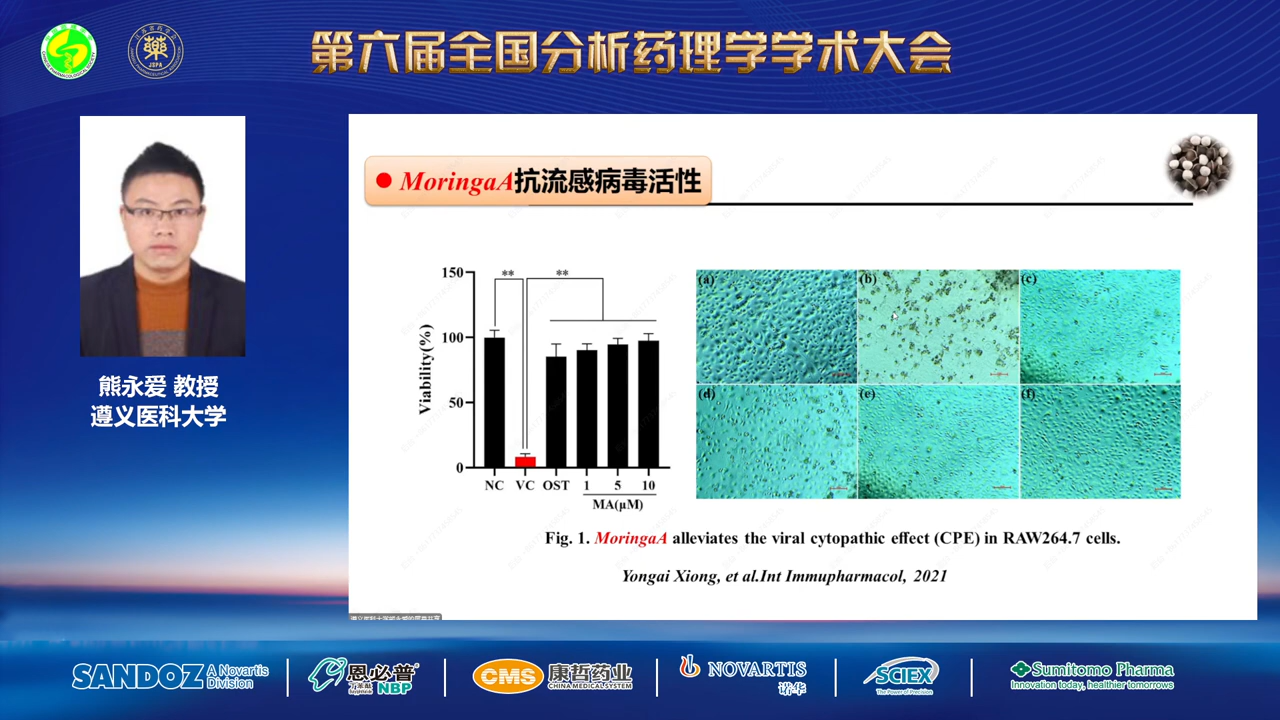 第六届全国分析药理学学术大会
JSPA
熊永爱 教授
遵义医科大学
● MoringaA抗流感病毒活性
150
100
50
0
Viability(%)
**
**
NC VC OST 1 5 10
MA(μM)
(a) (b) (c)
(d) (e) (f)
Fig. 1. MoringaA alleviates the viral cytopathic effect (CPE) in RAW264.7 cells.
Yongai Xiong, et al.Int Immupharmacol, 2021
SANDOZ A Novartis Division
恩必普 NBP
CMS 康哲药业
CHINA MEDICAL SYSTEM
NOVARTIS
诺华
SCIEX
The Power of Precision
Sumitomo Pharma
Innovation today, healthier tomorrows